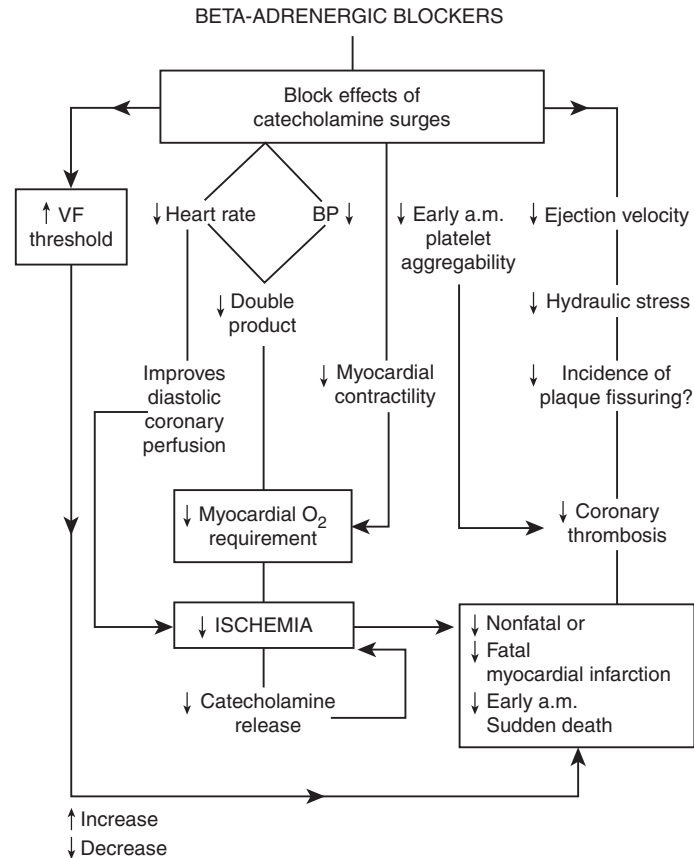 BETA-ADRENERGIC BLOCKERS
Block effects of
catecholamine surges
↑ VF
threshold
↓ Heart rate
BP ↓
↓ Early a.m.
platelet
aggregability
↓ Ejection velocity
↓ Double
product
↓ Hydraulic stress
Improves
diastolic
coronary
perfusion
↓ Myocardial
contractility
↓ Incidence of
plaque fissuring?
↓ Myocardial O₂
requirement
↓ Coronary
thrombosis
↓ ISCHEMIA
↓ Nonfatal or
↓ Fatal
myocardial infarction
↓ Early a.m.
Sudden death
↓ Catecholamine
release
↑ Increase
↓ Decrease